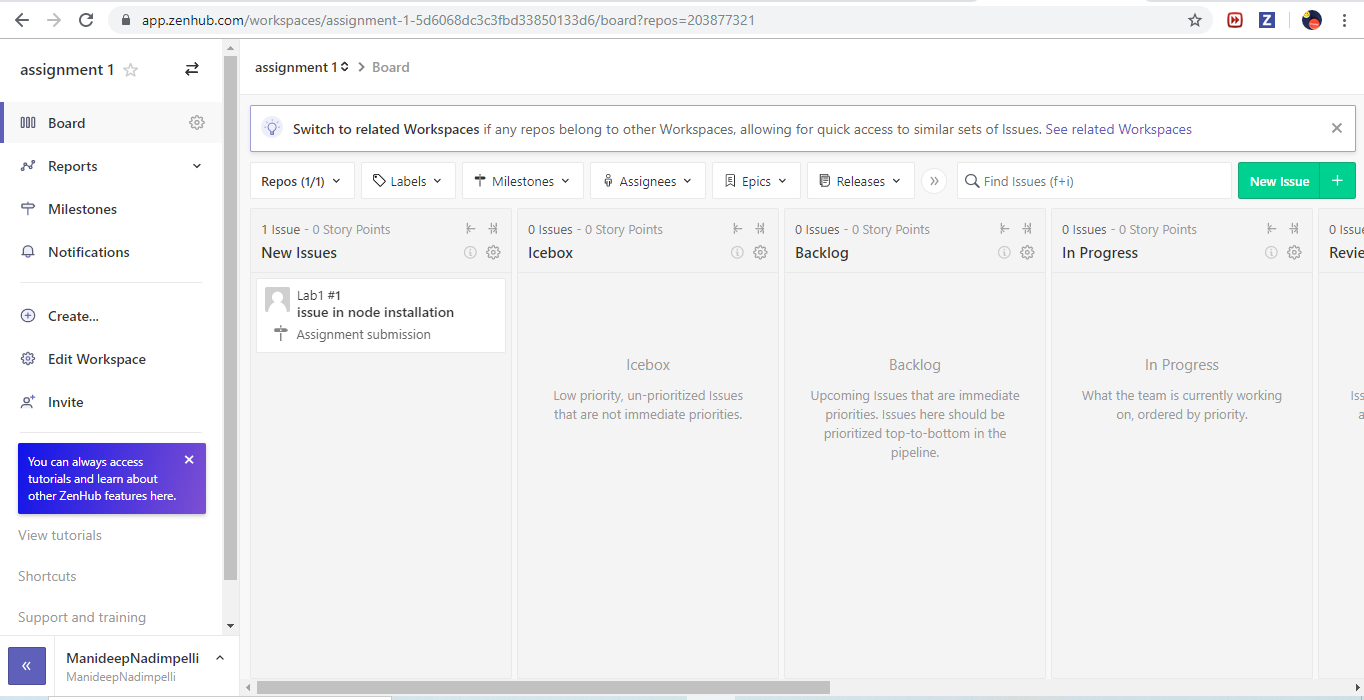 app.zenhub.com/workspaces/assignment-1-5d6068dc3c3fbd33850133d6/board?repos=203877321
Z
assignment 1
Board
Reports
Milestones
Notifications
Create...
Edit Workspace
Invite
You can always access
tutorials and learn about
other ZenHub features here.
View tutorials
Shortcuts
Support and training
ManideepNadimpelli
ManideepNadimpelli
assignment 1 > Board
Switch to related Workspaces if any repos belong to other Workspaces, allowing for quick access to similar sets of Issues. See related Workspaces
Repos (1/1) Labels Milestones Assignees Epics Releases Find Issues (f+i) New Issue +
1 Issue - 0 Story Points
New Issues
Lab1 #1
issue in node installation
Assignment submission
0 Issues - 0 Story Points
Icebox
Icebox
Low priority, un-prioritized Issues
that are not immediate priorities.
0 Issues - 0 Story Points
Backlog
Backlog
Upcoming Issues that are immediate
priorities. Issues here should be
prioritized top-to-bottom in the
pipeline.
0 Issues - 0 Story Points
In Progress
In Progress
What the team is currently working
on, ordered by priority.
0 Issue
Revie
Iss
a